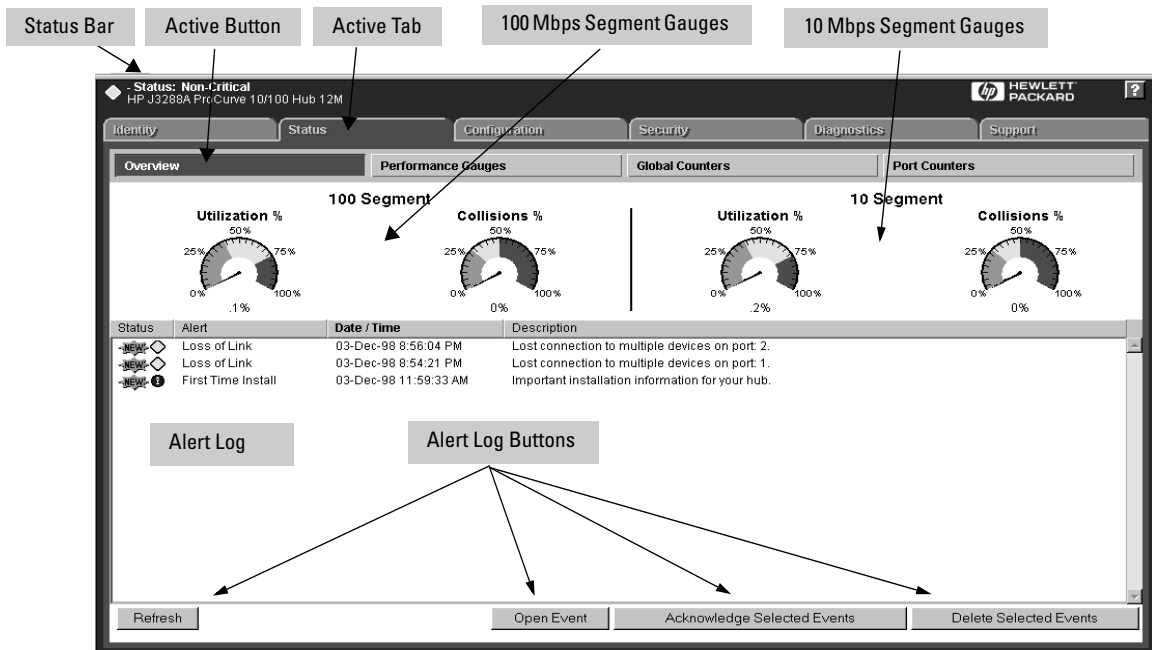 Status Bar Active Button Active Tab 100 Mbps Segment Gauges 10 Mbps Segment Gauges
- Status: Non-Critical
HP J3288A ProCurve 10/100 Hub 12M
hp HEWLETT PACKARD ?
Identity Status Configuration Security Diagnostics Support
Overview Performance Gauges Global Counters Port Counters
100 Segment 10 Segment
Utilization % Collisions % Utilization % Collisions %
50% 50% 50% 50%
25% 75% 25% 75% 25% 75% 25% 75%
0% 100% 0% 100% 0% 100% 0% 100%
.1% 0% .2% 0%
Status Alert Date / Time Description
NEW! Loss of Link 03-Dec-98 8:56:04 PM Lost connection to multiple devices on port: 2.
NEW! Loss of Link 03-Dec-98 8:54:21 PM Lost connection to multiple devices on port: 1.
NEW! First Time Install 03-Dec-98 11:59:33 AM Important installation information for your hub.
Alert Log Alert Log Buttons
Refresh Open Event Acknowledge Selected Events Delete Selected Events